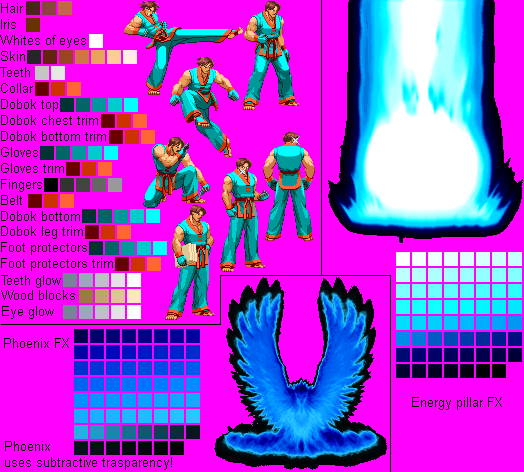 Hair
Iris
Whites of eyes
Skin
Teeth
Collar
Dobok top
Dobok chest trim
Dobok bottom trim
Gloves
Gloves trim
Fingers
Belt
Dobok bottom
Dobok leg trim
Foot protectors
Foot protectors trim
Teeth glow
Wood blocks
Eye glow
Phoenix FX
Phoenix
uses subtractive trasparency!
Energy pillar FX